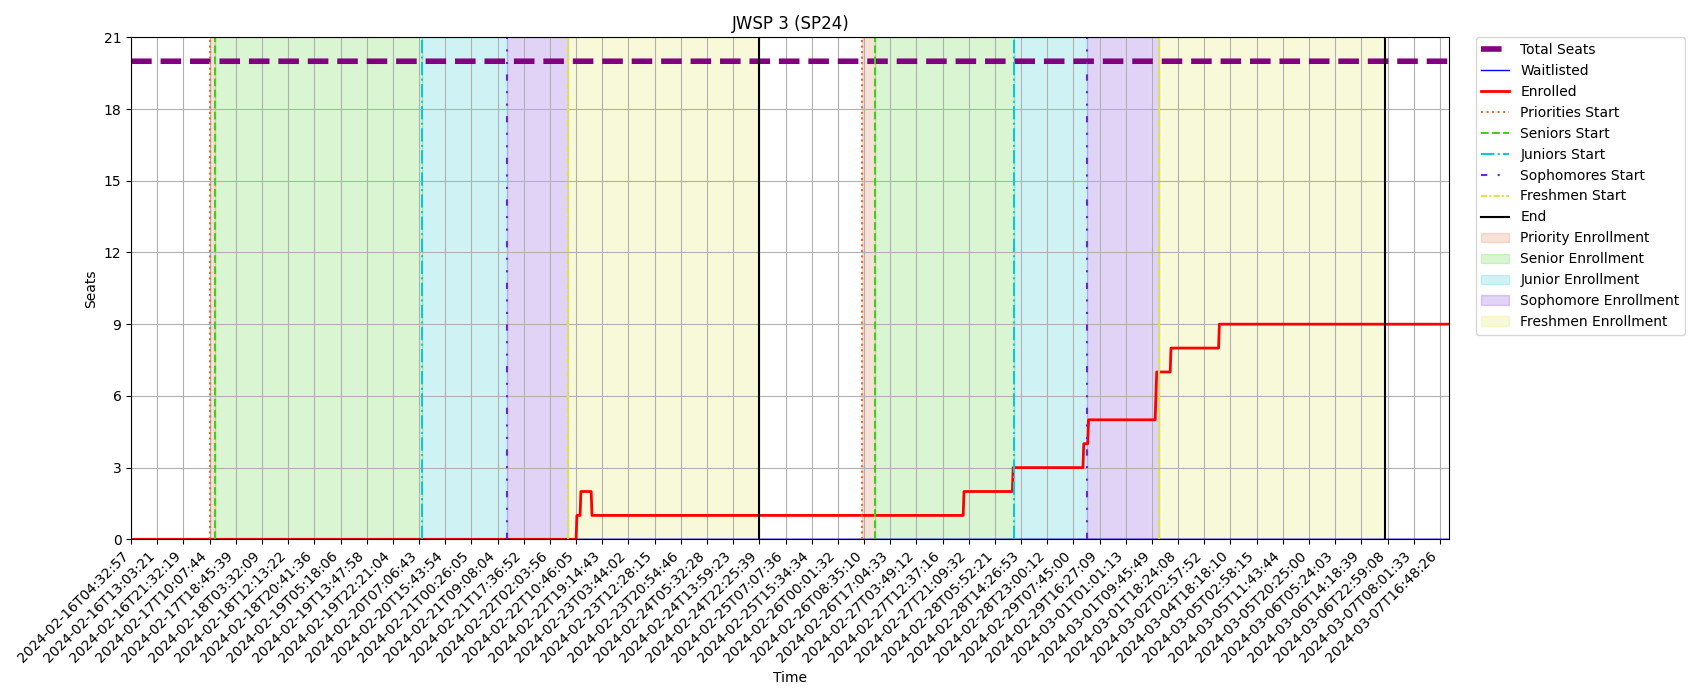 JWSP 3 (SP24)
21
18
15
12
9
6
3
0
Seats
2024-02-16T04:32:57
2024-02-16T13:03:21
2024-02-16T21:32:19
2024-02-17T10:07:44
2024-02-17T18:45:39
2024-02-18T03:32:09
2024-02-18T12:13:22
2024-02-18T20:41:36
2024-02-19T05:18:06
2024-02-19T13:47:58
2024-02-19T22:21:04
2024-02-20T07:06:43
2024-02-20T15:43:54
2024-02-21T00:26:05
2024-02-21T09:08:04
2024-02-21T17:36:52
2024-02-22T02:03:56
2024-02-22T10:46:05
2024-02-22T19:14:43
2024-02-23T03:44:02
2024-02-23T12:28:15
2024-02-23T20:54:46
2024-02-24T05:32:28
2024-02-24T13:59:23
2024-02-24T22:25:39
2024-02-25T07:07:36
2024-02-25T15:34:34
2024-02-26T00:01:32
2024-02-26T08:35:10
2024-02-26T17:04:33
2024-02-27T03:49:12
2024-02-27T12:37:16
2024-02-27T21:09:32
2024-02-28T05:52:21
2024-02-28T14:26:53
2024-02-28T23:00:12
2024-02-29T07:45:00
2024-02-29T16:27:09
2024-03-01T01:01:13
2024-03-01T09:45:49
2024-03-01T18:24:08
2024-03-02T02:57:52
2024-03-04T18:18:10
2024-03-05T02:58:15
2024-03-05T11:43:44
2024-03-05T20:25:00
2024-03-06T05:24:03
2024-03-06T14:18:39
2024-03-06T22:59:08
2024-03-07T08:01:33
2024-03-07T16:48:26
Time
Total Seats
Waitlisted
Enrolled
Priorities Start
Seniors Start
Juniors Start
Sophomores Start
Freshmen Start
End
Priority Enrollment
Senior Enrollment
Junior Enrollment
Sophomore Enrollment
Freshmen Enrollment